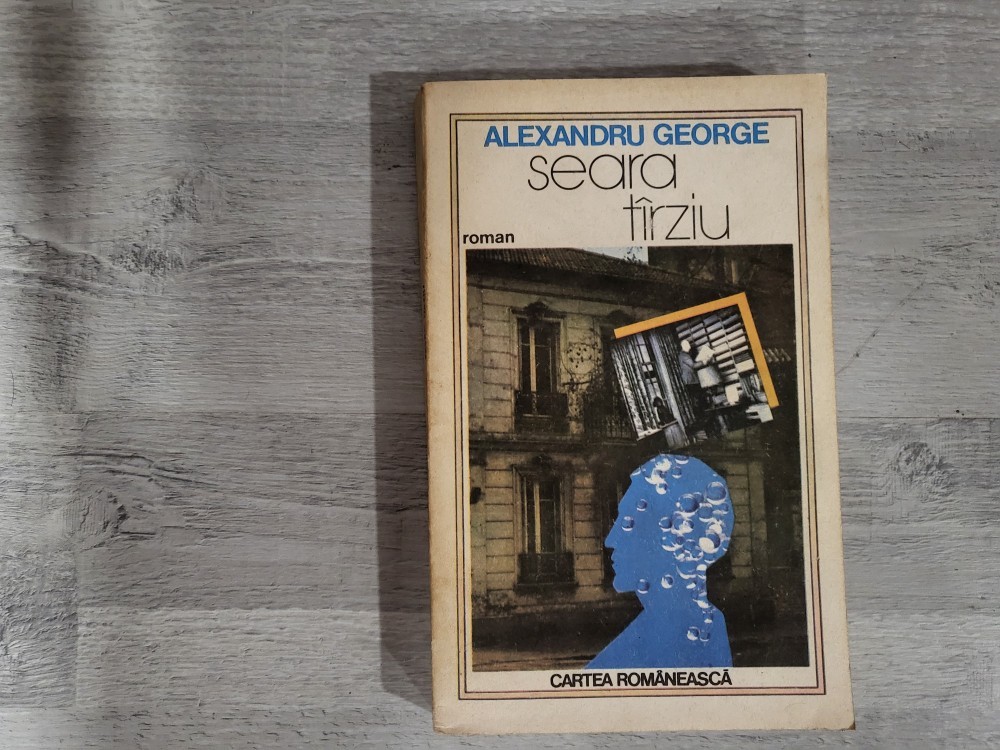 ALEXANDRU GEORGE
seara
tîrziu
roman
CARTEA ROMÂNEASCĂ